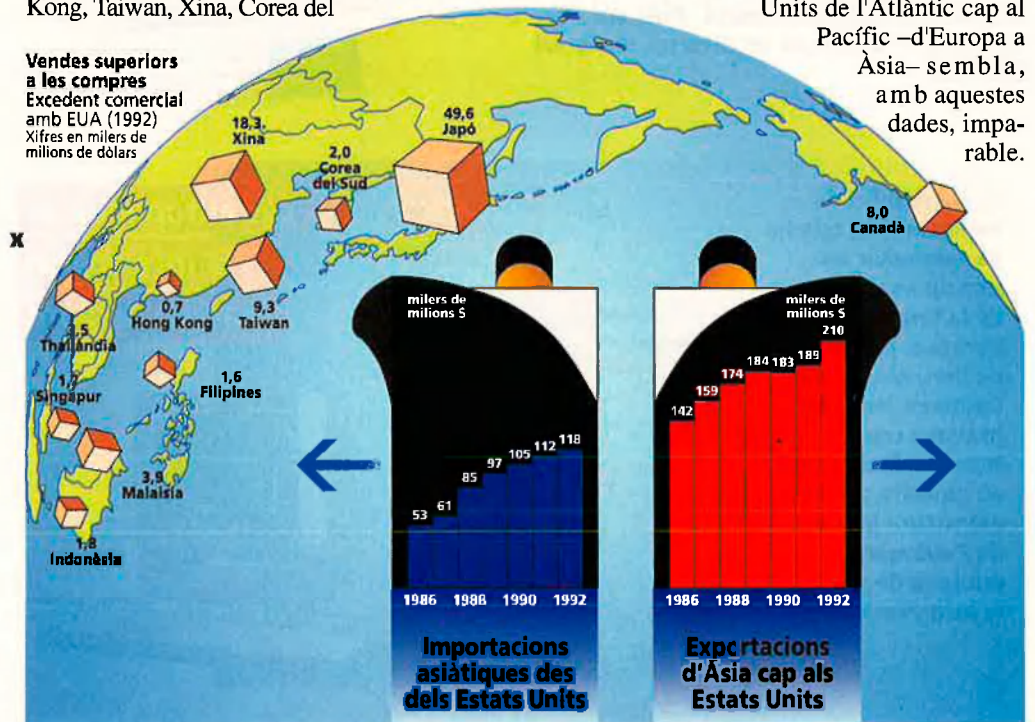 Kong, Taiwan, Xina, Corea del
Units de l'Atlàntic cap al
Pacífic –d'Europa a
Àsia– sembla,
amb aquestes
dades, impa-
rable.
Vendes superiors
a les compres
Excedent comercial
amb EUA (1992)
Xifres en milers de
milions de dòlars
18,3
Xina
2,0
Corea
del Sud
49,6
Japó
8,0
Canadà
0,7
Hong Kong
9,3
Taiwan
Thailàndia
Singapur
1,6
Filipines
3,9
Malaisia
1,8
Indonèsia
milers de
milions $
53 61 85 97 105 112 118
1986 1988 1990 1992
Importacions
asiàtiques des
dels Estats Units
milers de
milions $
142 159 174 184 183 189 210
1986 1988 1990 1992
Exportacions
d'Àsia cap als
Estats Units